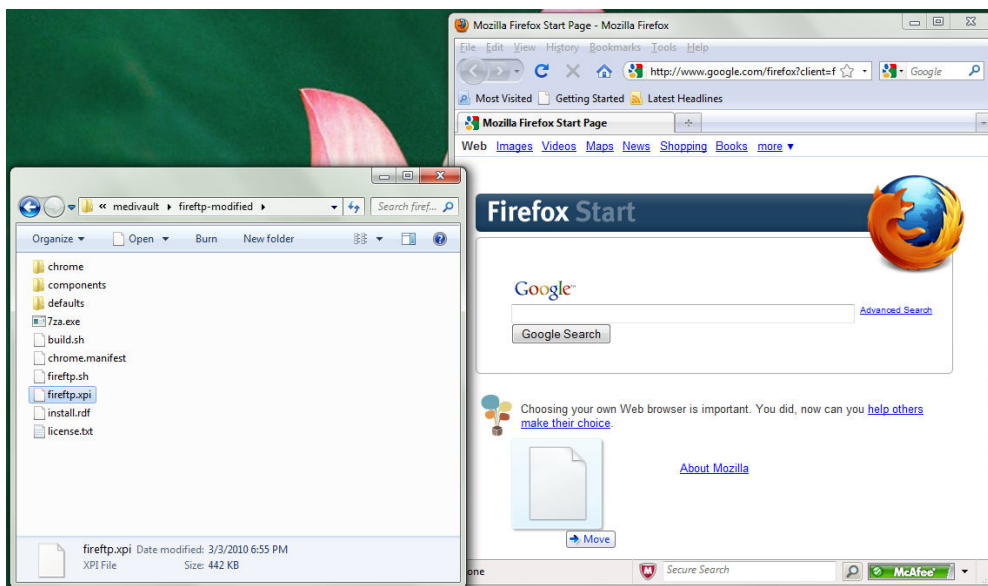 Mozilla Firefox Start Page - Mozilla Firefox
File Edit View History Bookmarks Tools Help
http://www.google.com/firefox?client=f
Google
Most Visited Getting Started Latest Headlines
Mozilla Firefox Start Page
Web Images Videos Maps News Shopping Books more ▼
« medivault ▸ fireftp-modified ▸
Search firef...
Organize ▼ Open ▼ Burn New folder
chrome
components
defaults
7za.exe
build.sh
chrome.manifest
fireftp.sh
fireftp.xpi
install.rdf
license.txt
fireftp.xpi Date modified: 3/3/2010 6:55 PM
XPI File Size: 442 KB
Firefox Start
Google™
Advanced Search
Google Search
Choosing your own Web browser is important. You did, now can you help others
make their choice.
About Mozilla
Move
one
Secure Search
McAfee